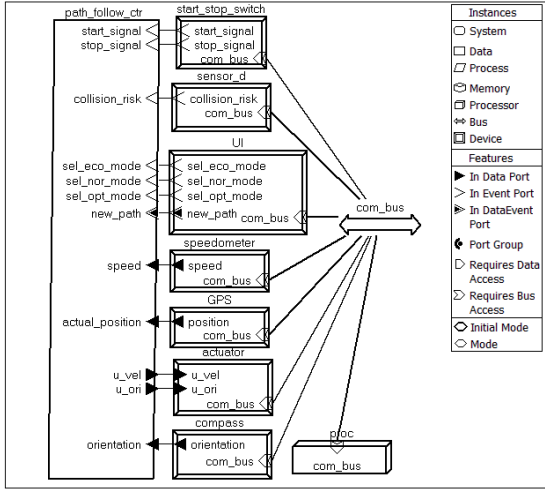 path_follow_ctr
start_stop_switch
start_signal start_signal
stop_signal stop_signal
com_bus
sensor_d
collision_risk collision_risk
com_bus
UI
sel_eco_mode sel_eco_mode
sel_nor_mode sel_nor_mode
sel_opt_mode sel_opt_mode
new_path new_path
com_bus
com_bus
speedometer
speed speed
com_bus
GPS
actual_position position
com_bus
actuator
u_vel u_vel
u_ori u_ori
com_bus
compass
orientation orientation
com_bus
proc
com_bus
Instances
System
Data
Process
Memory
Processor
Bus
Device
Features
In Data Port
In Event Port
In DataEvent
Port
Port Group
Requires Data
Access
Requires Bus
Access
Initial Mode
Mode